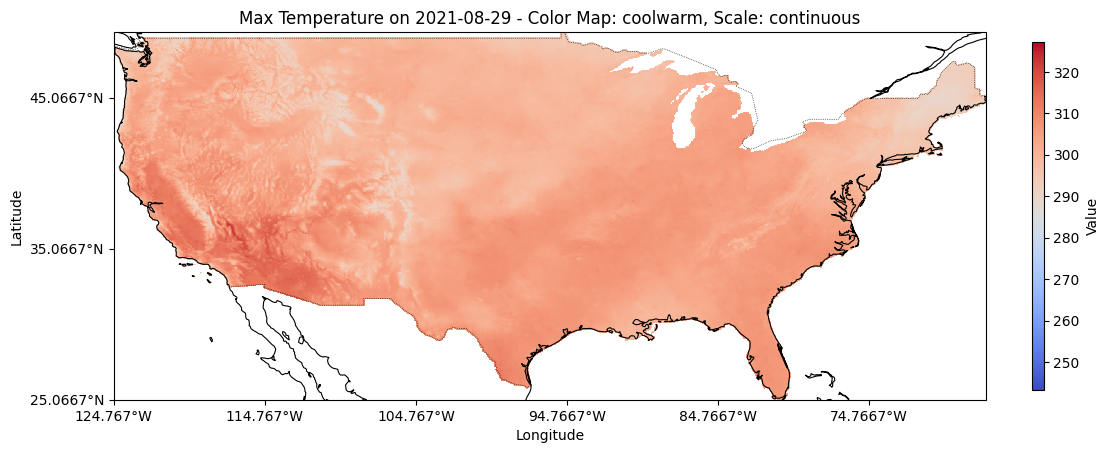 Max Temperature on 2021-08-29 - Color Map: coolwarm, Scale: continuous
Latitude
45.0667°N
35.0667°N
25.0667°N
124.767°W
114.767°W
104.767°W
94.7667°W
84.7667°W
74.7667°W
Longitude
320
310
300
290
280
270
260
250
Value